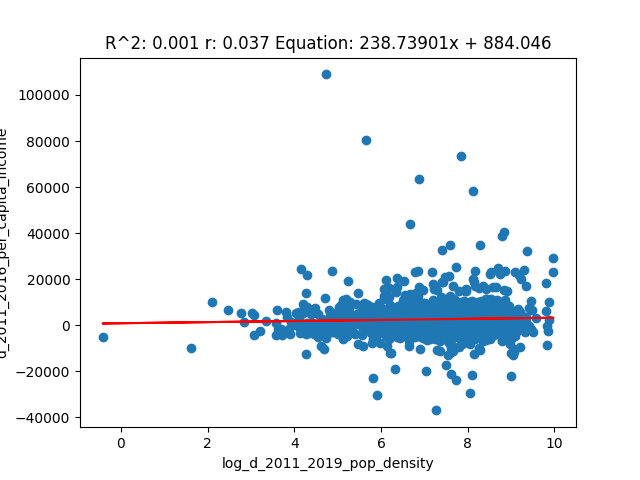 R^2: 0.001 r: 0.037 Equation: 238.73901x + 884.046
100000
80000
60000
40000
20000
0
−20000
−40000
d_2011_2016_per_capita_income
0 2 4 6 8 10
log_d_2011_2019_pop_density